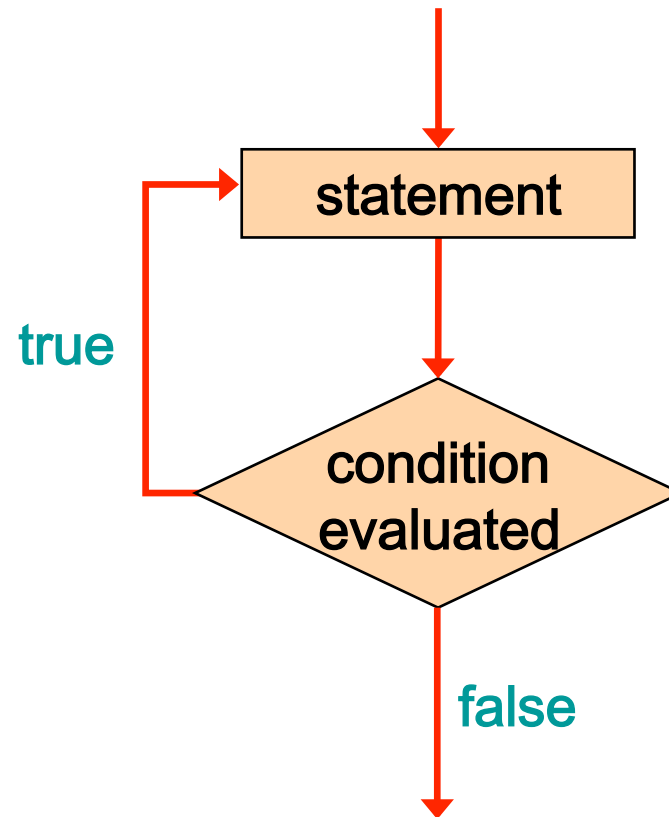 statement
true
condition
evaluated
false